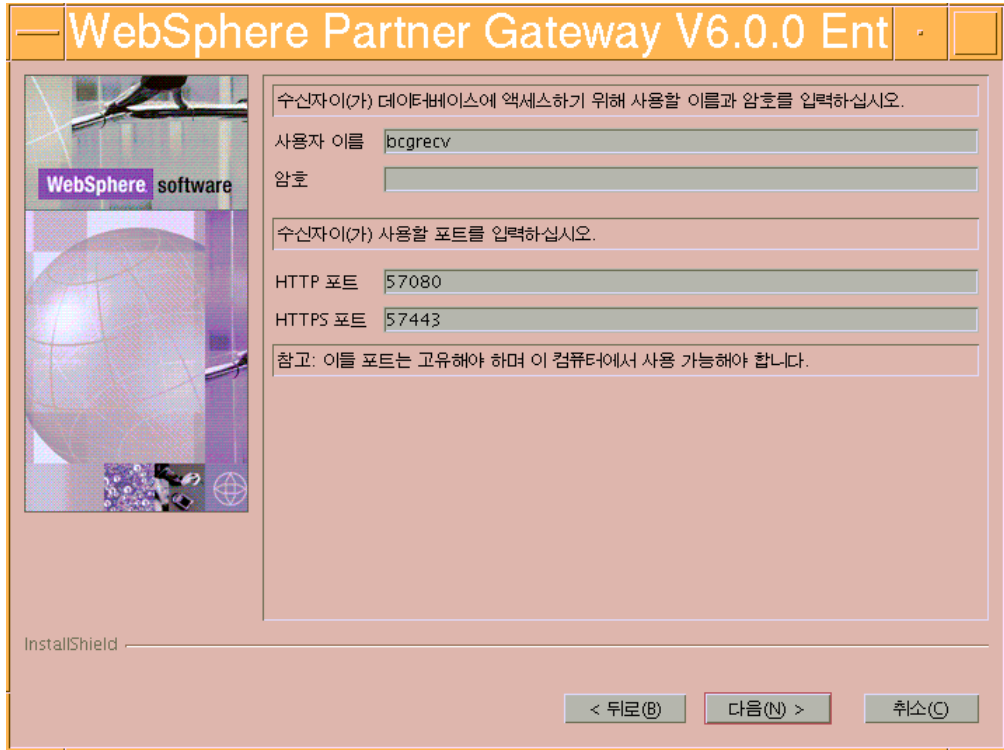 WebSphere Partner Gateway V6.0.0 Ent
수신자이(가) 데이터베이스에 액세스하기 위해 사용할 이름과 암호를 입력하십시오.
사용자 이름 bcgrecv
암호
WebSphere. software
수신자이(가) 사용할 포트를 입력하십시오.
HTTP 포트 57080
HTTPS 포트 57443
참고: 이들 포트는 고유해야 하며 이 컴퓨터에서 사용 가능해야 합니다.
InstallShield
< 뒤로(B) 다음(N) > 취소(C)